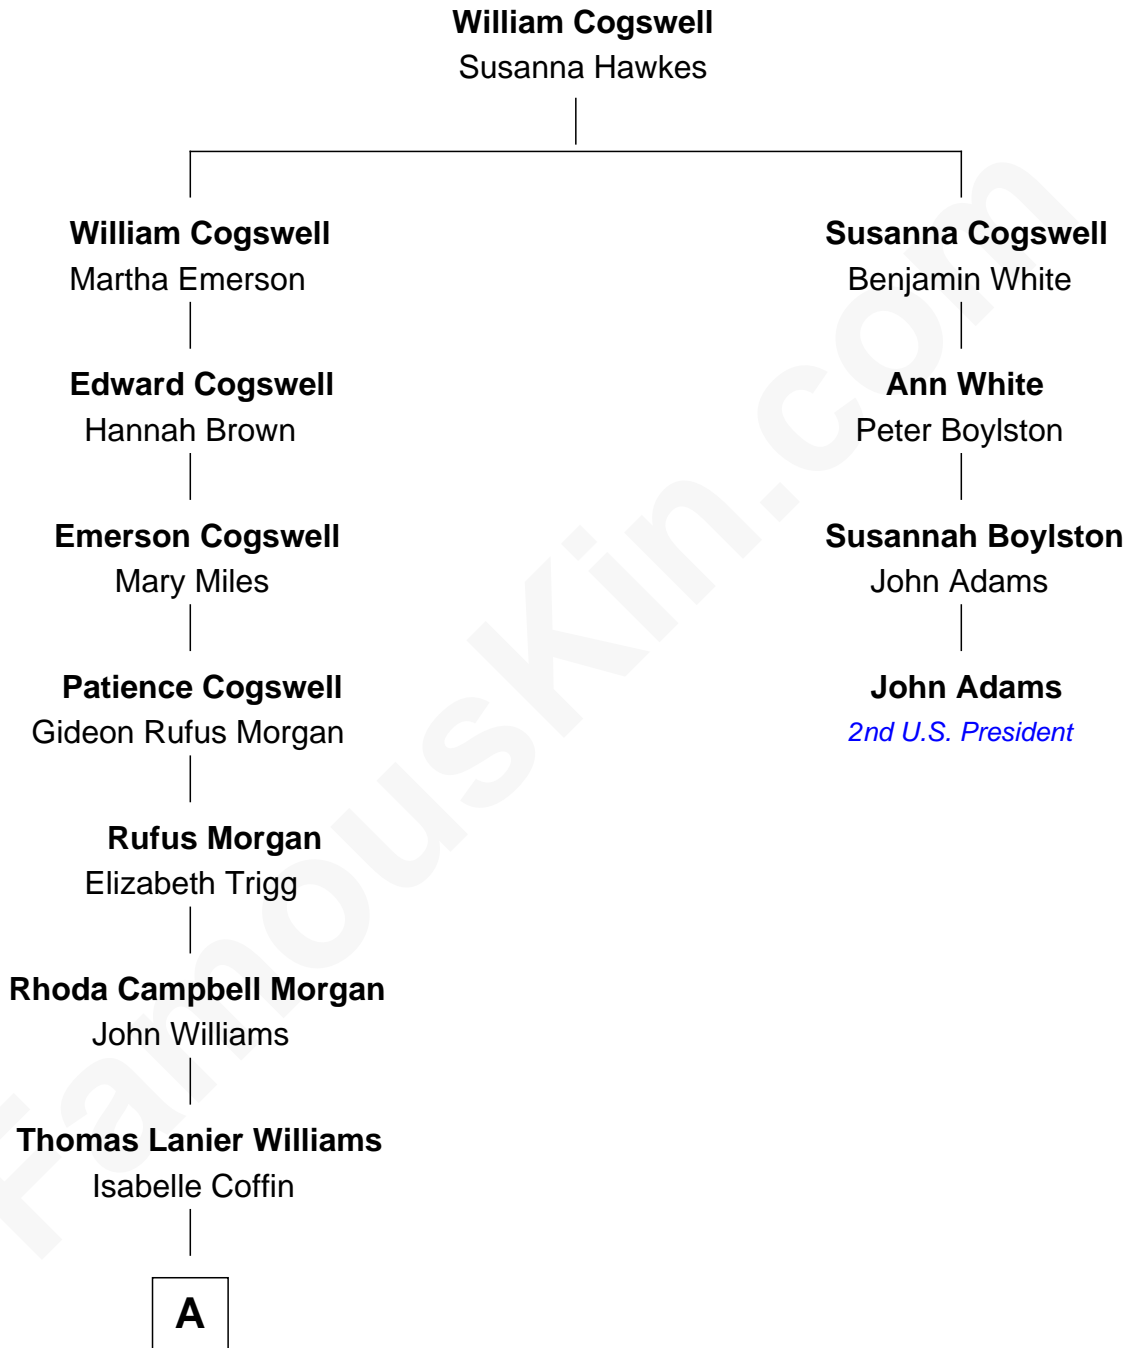 William Cogswell
Susanna Hawkes
William Cogswell
Martha Emerson
Susanna Cogswell
Benjamin White
Edward Cogswell
Hannah Brown
Ann White
Peter Boylston
Emerson Cogswell
Mary Miles
Susannah Boylston
John Adams
Patience Cogswell
Gideon Rufus Morgan
John Adams
2nd U.S. President
Rufus Morgan
Elizabeth Trigg
Rhoda Campbell Morgan
John Williams
Thomas Lanier Williams
Isabelle Coffin
A
FamousKin.com